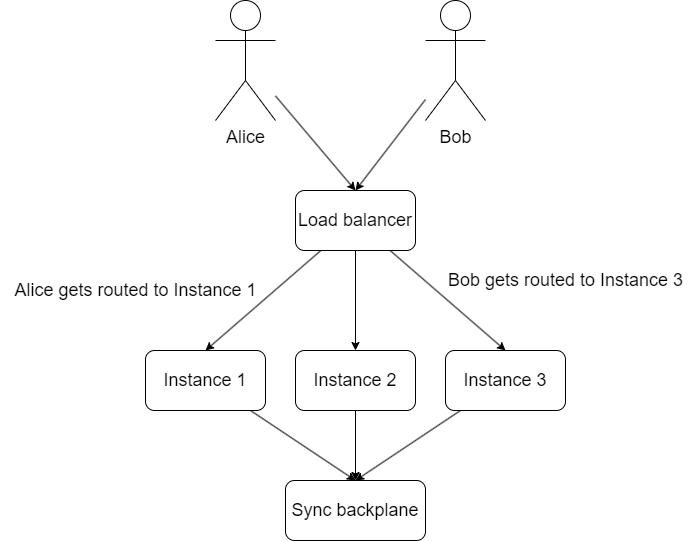 Alice
Bob
Load balancer
Alice gets routed to Instance 1
Bob gets routed to Instance 3
Instance 1
Instance 2
Instance 3
Sync backplane